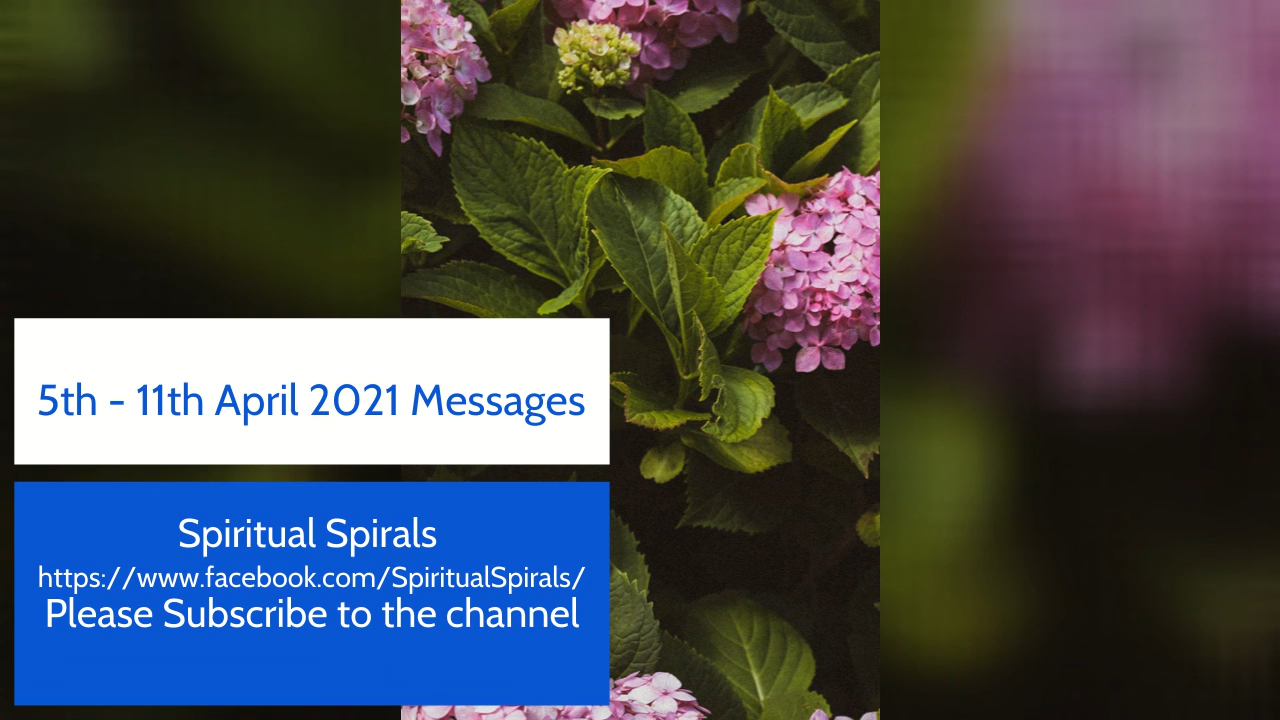 5th - 11th April 2021 Messages
Spiritual Spirals
https://www.facebook.com/SpiritualSpirals/
Please Subscribe to the channel